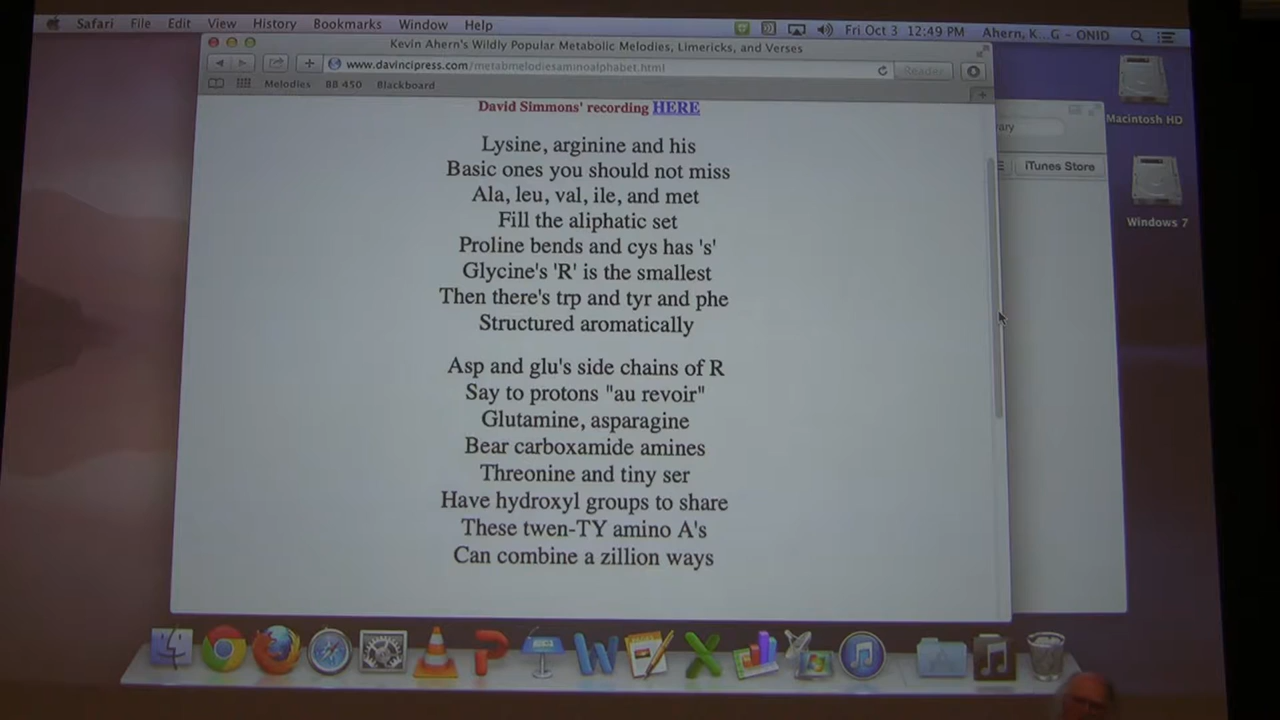 Safari File Edit View History Bookmarks Window Help
Fri Oct 3 12:49 PM Ahern, K...G - ONID
Kevin Ahern's Wildly Popular Metabolic Melodies, Limericks, and Verses
www.davincipress.com/metabmelodiesaminoalphabet.html
Reader
Melodies BB 450 Blackboard
David Simmons' recording HERE
Lysine, arginine and his
Basic ones you should not miss
Ala, leu, val, ile, and met
Fill the aliphatic set
Proline bends and cys has 's'
Glycine's 'R' is the smallest
Then there's trp and tyr and phe
Structured aromatically
Asp and glu's side chains of R
Say to protons "au revoir"
Glutamine, asparagine
Bear carboxamide amines
Threonine and tiny ser
Have hydroxyl groups to share
These twen-TY amino A's
Can combine a zillion ways
ary
iTunes Store
Macintosh HD
Windows 7